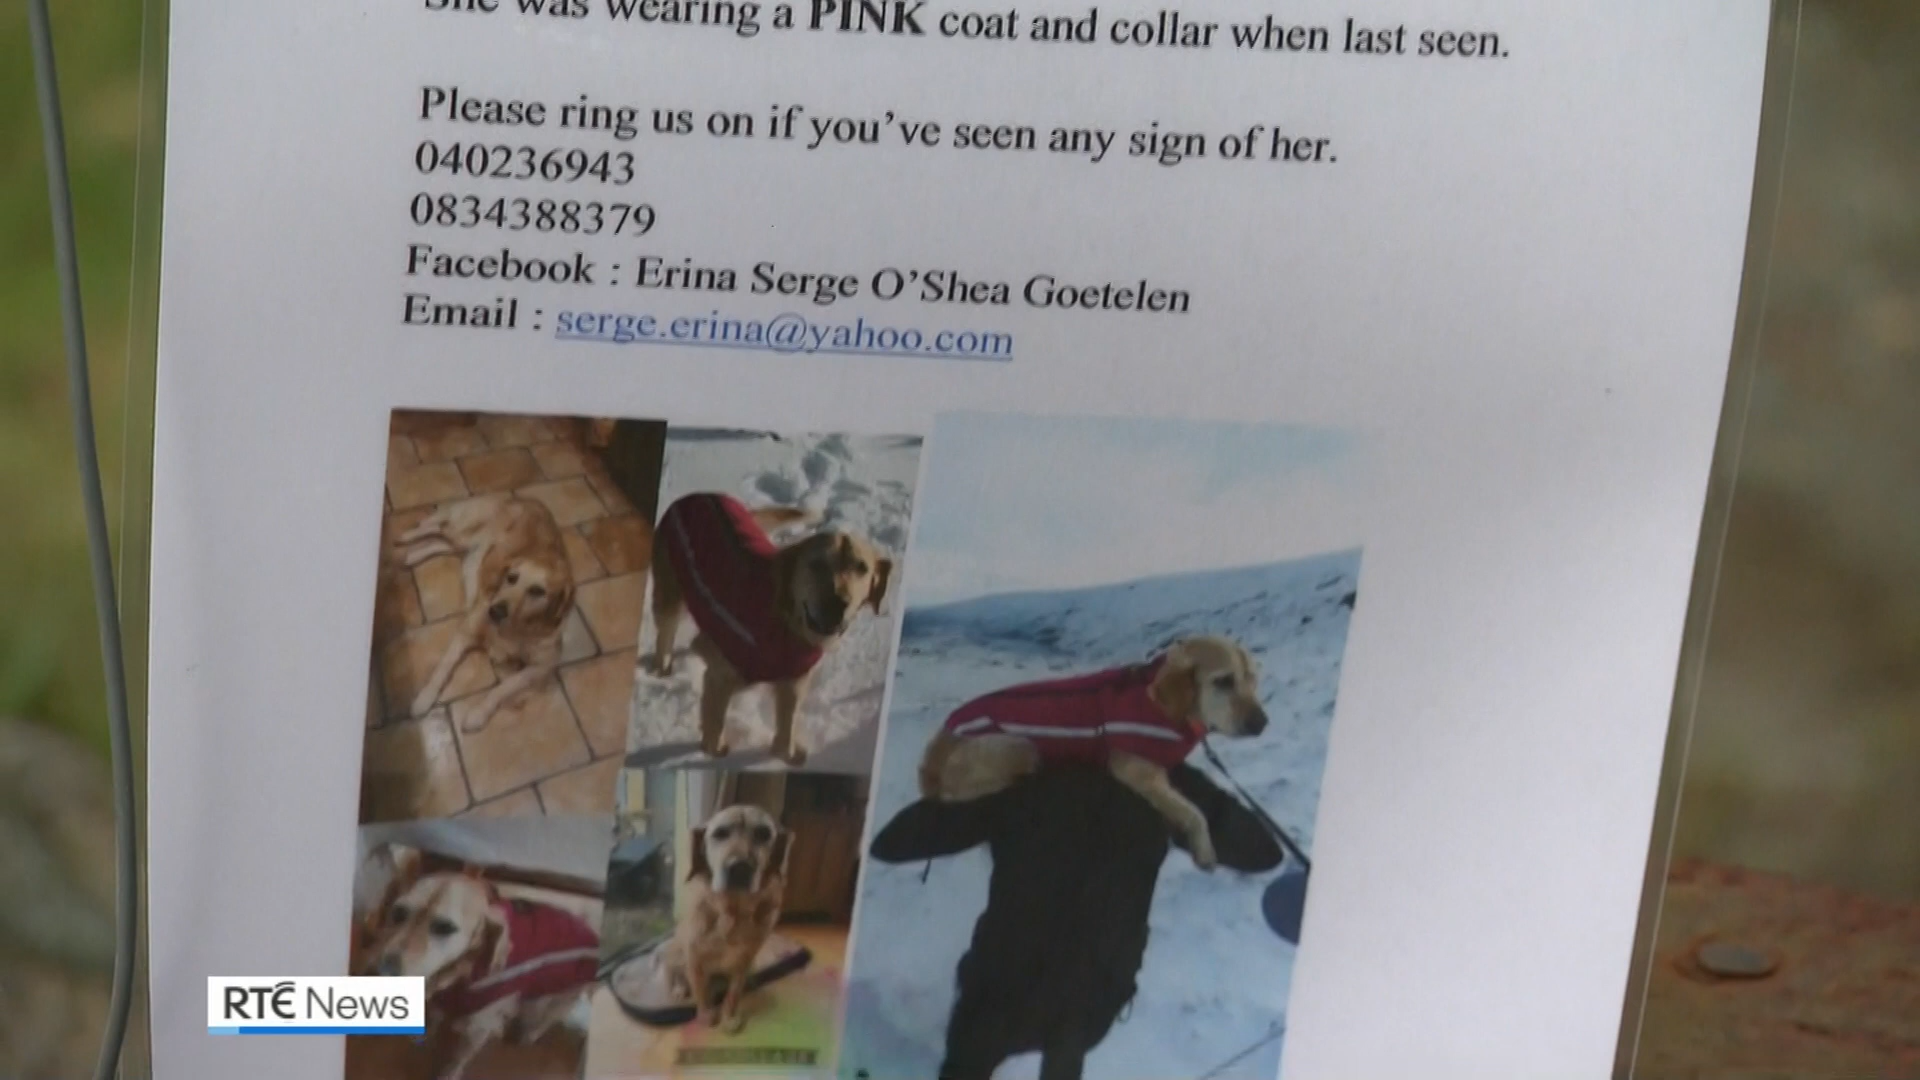 She was wearing a PINK coat and collar when last seen.
Please ring us on if you've seen any sign of her.
040236943
0834388379
Facebook : Erina Serge O'Shea Goetelen
Email : serge.erina@yahoo.com
RTÉ News